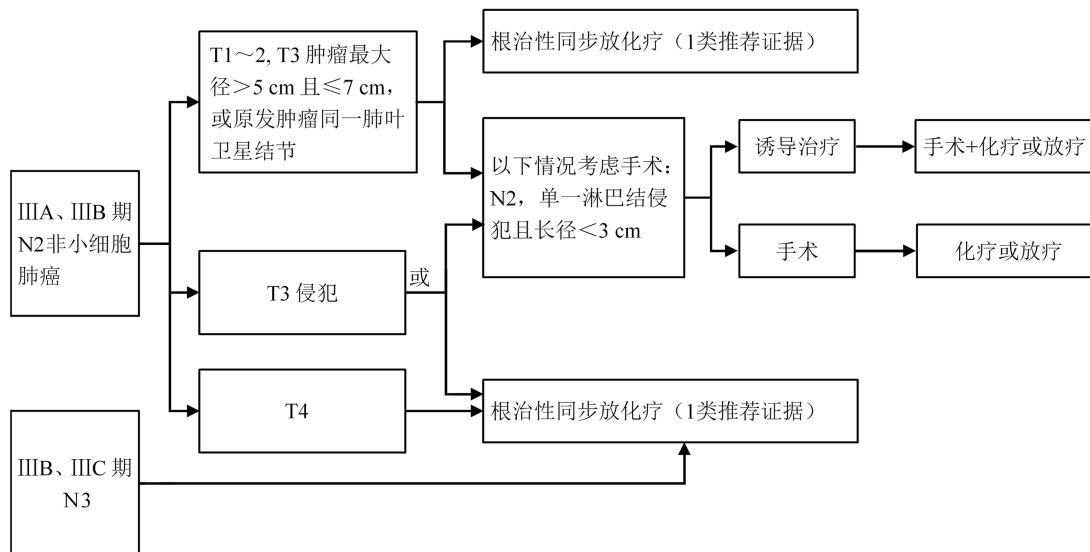 T1～2, T3 肿瘤最大
径＞5 cm 且≤7 cm，
或原发肿瘤同一肺叶
卫星结节
根治性同步放化疗（1类推荐证据）
以下情况考虑手术：
N2，单一淋巴结侵
犯且长径＜3 cm
诱导治疗
手术+化疗或放疗
手术
化疗或放疗
ⅢA、ⅢB 期
N2非小细胞
肺癌
T3 侵犯
或
T4
根治性同步放化疗（1类推荐证据）
ⅢB、ⅢC 期
N3